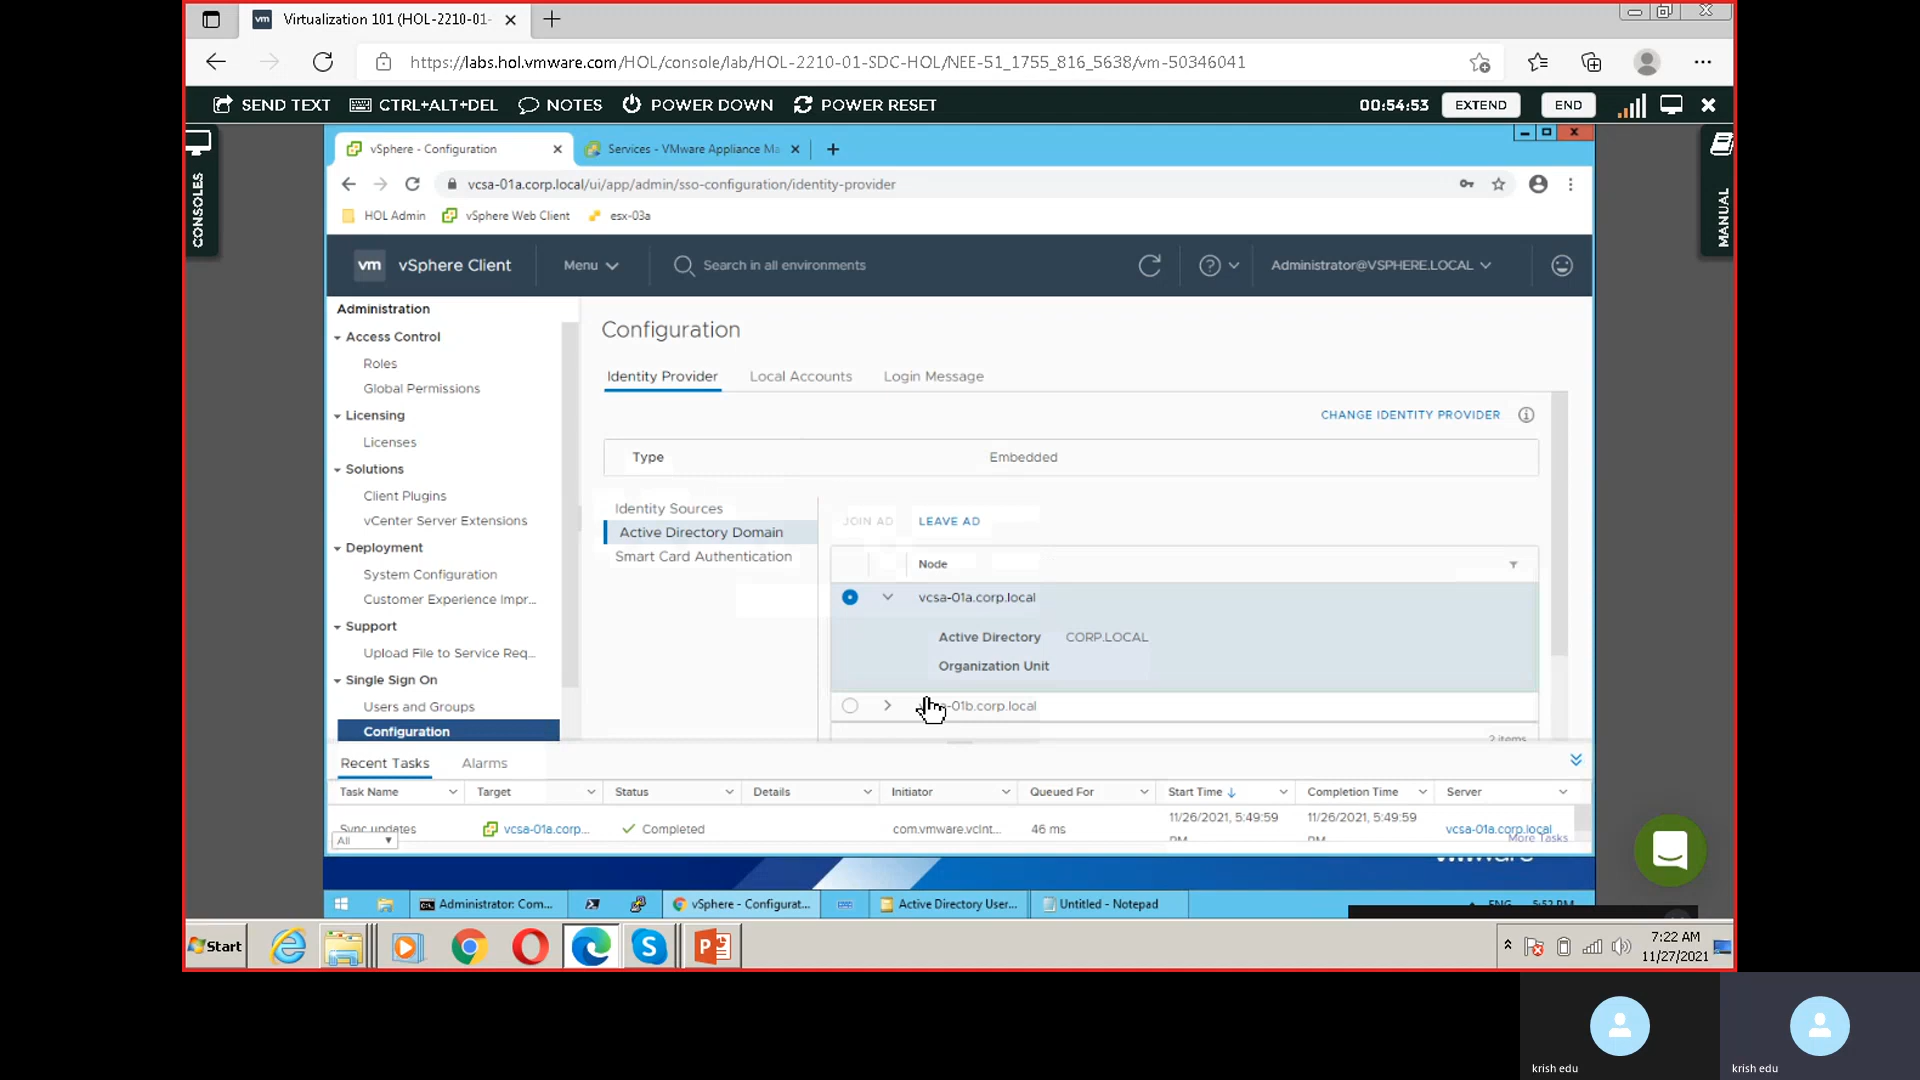 Virtualization 101 (HOL-2210-01-
https://labs.hol.vmware.com/HOL/console/lab/HOL-2210-01-SDC-HOL/NEE-51_1755_816_5638/vm-50346041
SEND TEXT CTRL+ALT+DEL NOTES POWER DOWN POWER RESET 00:54:53 EXTEND END
CONSOLES
MANUAL
vSphere - Configuration Services - VMware Appliance Ma
vcsa-01a.corp.local/ui/app/admin/sso-configuration/identity-provider
HOL Admin vSphere Web Client esx-03a
vm vSphere Client Menu Search in all environments Administrator@VSPHERE.LOCAL
Administration
Access Control
Roles
Global Permissions
Licensing
Licenses
Solutions
Client Plugins
vCenter Server Extensions
Deployment
System Configuration
Customer Experience Impr...
Support
Upload File to Service Req...
Single Sign On
Users and Groups
Configuration
Configuration
Identity Provider Local Accounts Login Message
CHANGE IDENTITY PROVIDER
Type Embedded
Identity Sources
Active Directory Domain
Smart Card Authentication
JOIN AD LEAVE AD
Node
vcsa-01a.corp.local
Active Directory CORP.LOCAL
Organization Unit
-01b.corp.local
2 items
Recent Tasks Alarms
Task Name Target Status Details Initiator Queued For Start Time Completion Time Server
Sync updates vcsa-01a.corp... Completed com.vmware.vcInt... 46 ms 11/26/2021, 5:49:59 PM 11/26/2021, 5:49:59 PM vcsa-01a.corp.local
All More Tasks
vmware
Administrator: Com... vSphere - Configurat... Active Directory User... Untitled - Notepad ENG 5:52 PM
Start 7:22 AM
11/27/2021
krish edu krish edu